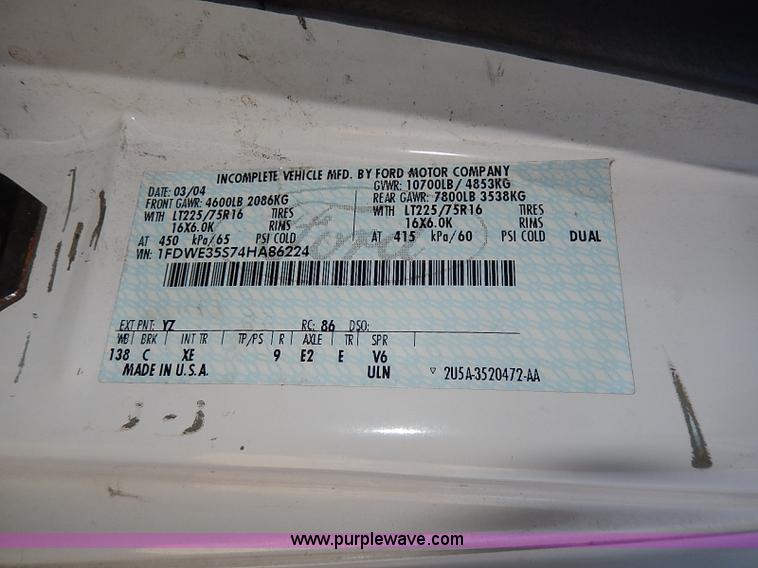 INCOMPLETE VEHICLE MFD. BY FORD MOTOR COMPANY
DATE: 03/04 GVWR: 10700LB/ 4853KG
FRONT GAWR: 4600LB 2086KG REAR GAWR: 7800LB 3538KG
WITH LT225/75R16 TIRES WITH LT225/75R16 TIRES
16X6.0K RIMS 16X6.0K RIMS
AT 450 kPa/65 PSI COLD AT 415 kPa/60 PSI COLD DUAL
VIN: 1FDWE35S74HA86224
Ford
EXT PNT: YZ RC: 86 DSO:
WB BRK INT TR TP/PS R AXLE TR SPR
138 C XE 9 E2 E V6
MADE IN U.S.A. ULN ▽ 2U5A-3520472-AA
www.purplewave.com